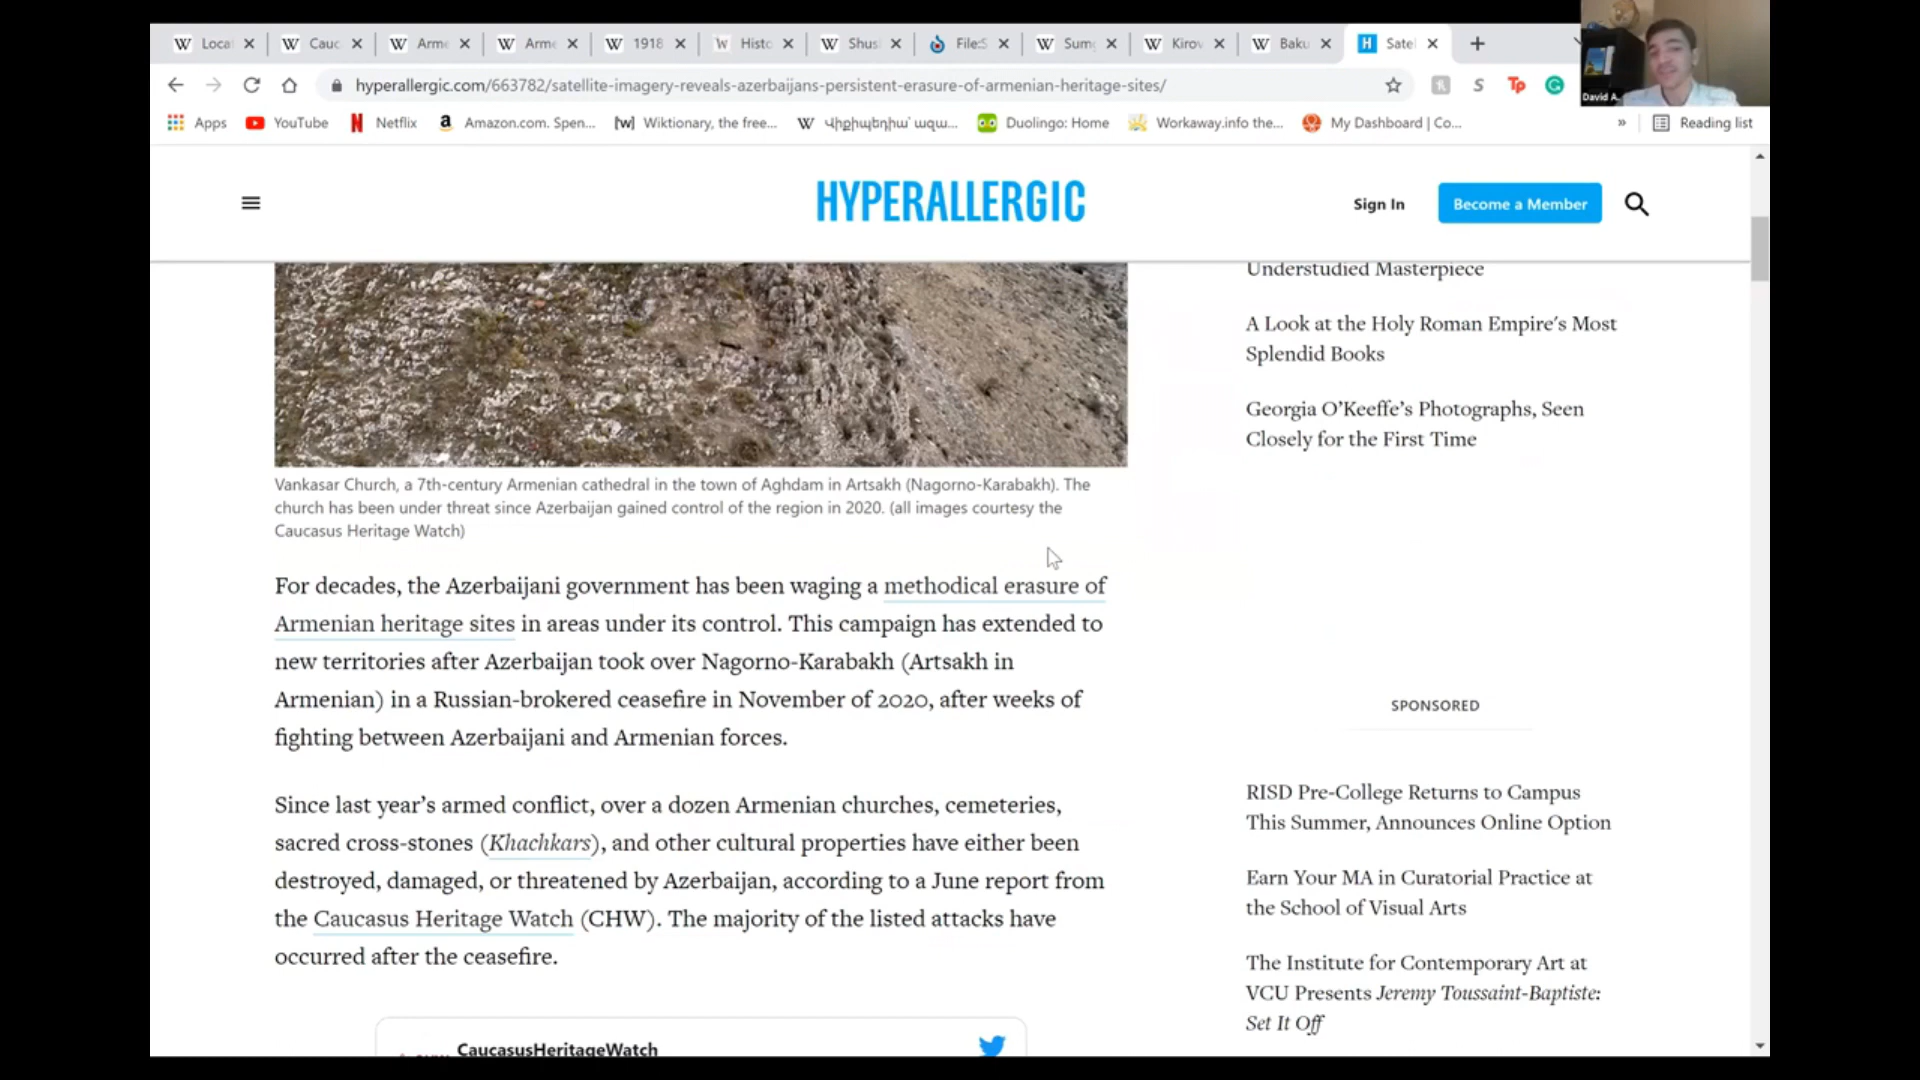 Loca
Cauc
Arme
Arme
1918
Histo
Shus
File:S
Sumg
Kirov
Baku
Satel
hyperallergic.com/663782/satellite-imagery-reveals-azerbaijans-persistent-erasure-of-armenian-heritage-sites/
David A.
Apps
YouTube
Netflix
Amazon.com. Spen...
[w] Wiktionary, the free...
Վիքիպեդիա՝ ազա...
Duolingo: Home
Workaway.info the...
My Dashboard | Co...
»
Reading list
HYPERALLERGIC
Sign In
Become a Member
Understudied Masterpiece
A Look at the Holy Roman Empire's Most
Splendid Books
Georgia O'Keeffe's Photographs, Seen
Closely for the First Time
Vankasar Church, a 7th-century Armenian cathedral in the town of Aghdam in Artsakh (Nagorno-Karabakh). The
church has been under threat since Azerbaijan gained control of the region in 2020. (all images courtesy the
Caucasus Heritage Watch)
For decades, the Azerbaijani government has been waging a methodical erasure of
Armenian heritage sites in areas under its control. This campaign has extended to
new territories after Azerbaijan took over Nagorno-Karabakh (Artsakh in
Armenian) in a Russian-brokered ceasefire in November of 2020, after weeks of
fighting between Azerbaijani and Armenian forces.
Since last year's armed conflict, over a dozen Armenian churches, cemeteries,
sacred cross-stones (Khachkars), and other cultural properties have either been
destroyed, damaged, or threatened by Azerbaijan, according to a June report from
the Caucasus Heritage Watch (CHW). The majority of the listed attacks have
occurred after the ceasefire.
SPONSORED
RISD Pre-College Returns to Campus
This Summer, Announces Online Option
Earn Your MA in Curatorial Practice at
the School of Visual Arts
The Institute for Contemporary Art at
VCU Presents Jeremy Toussaint-Baptiste:
Set It Off
CaucasusHeritageWatch